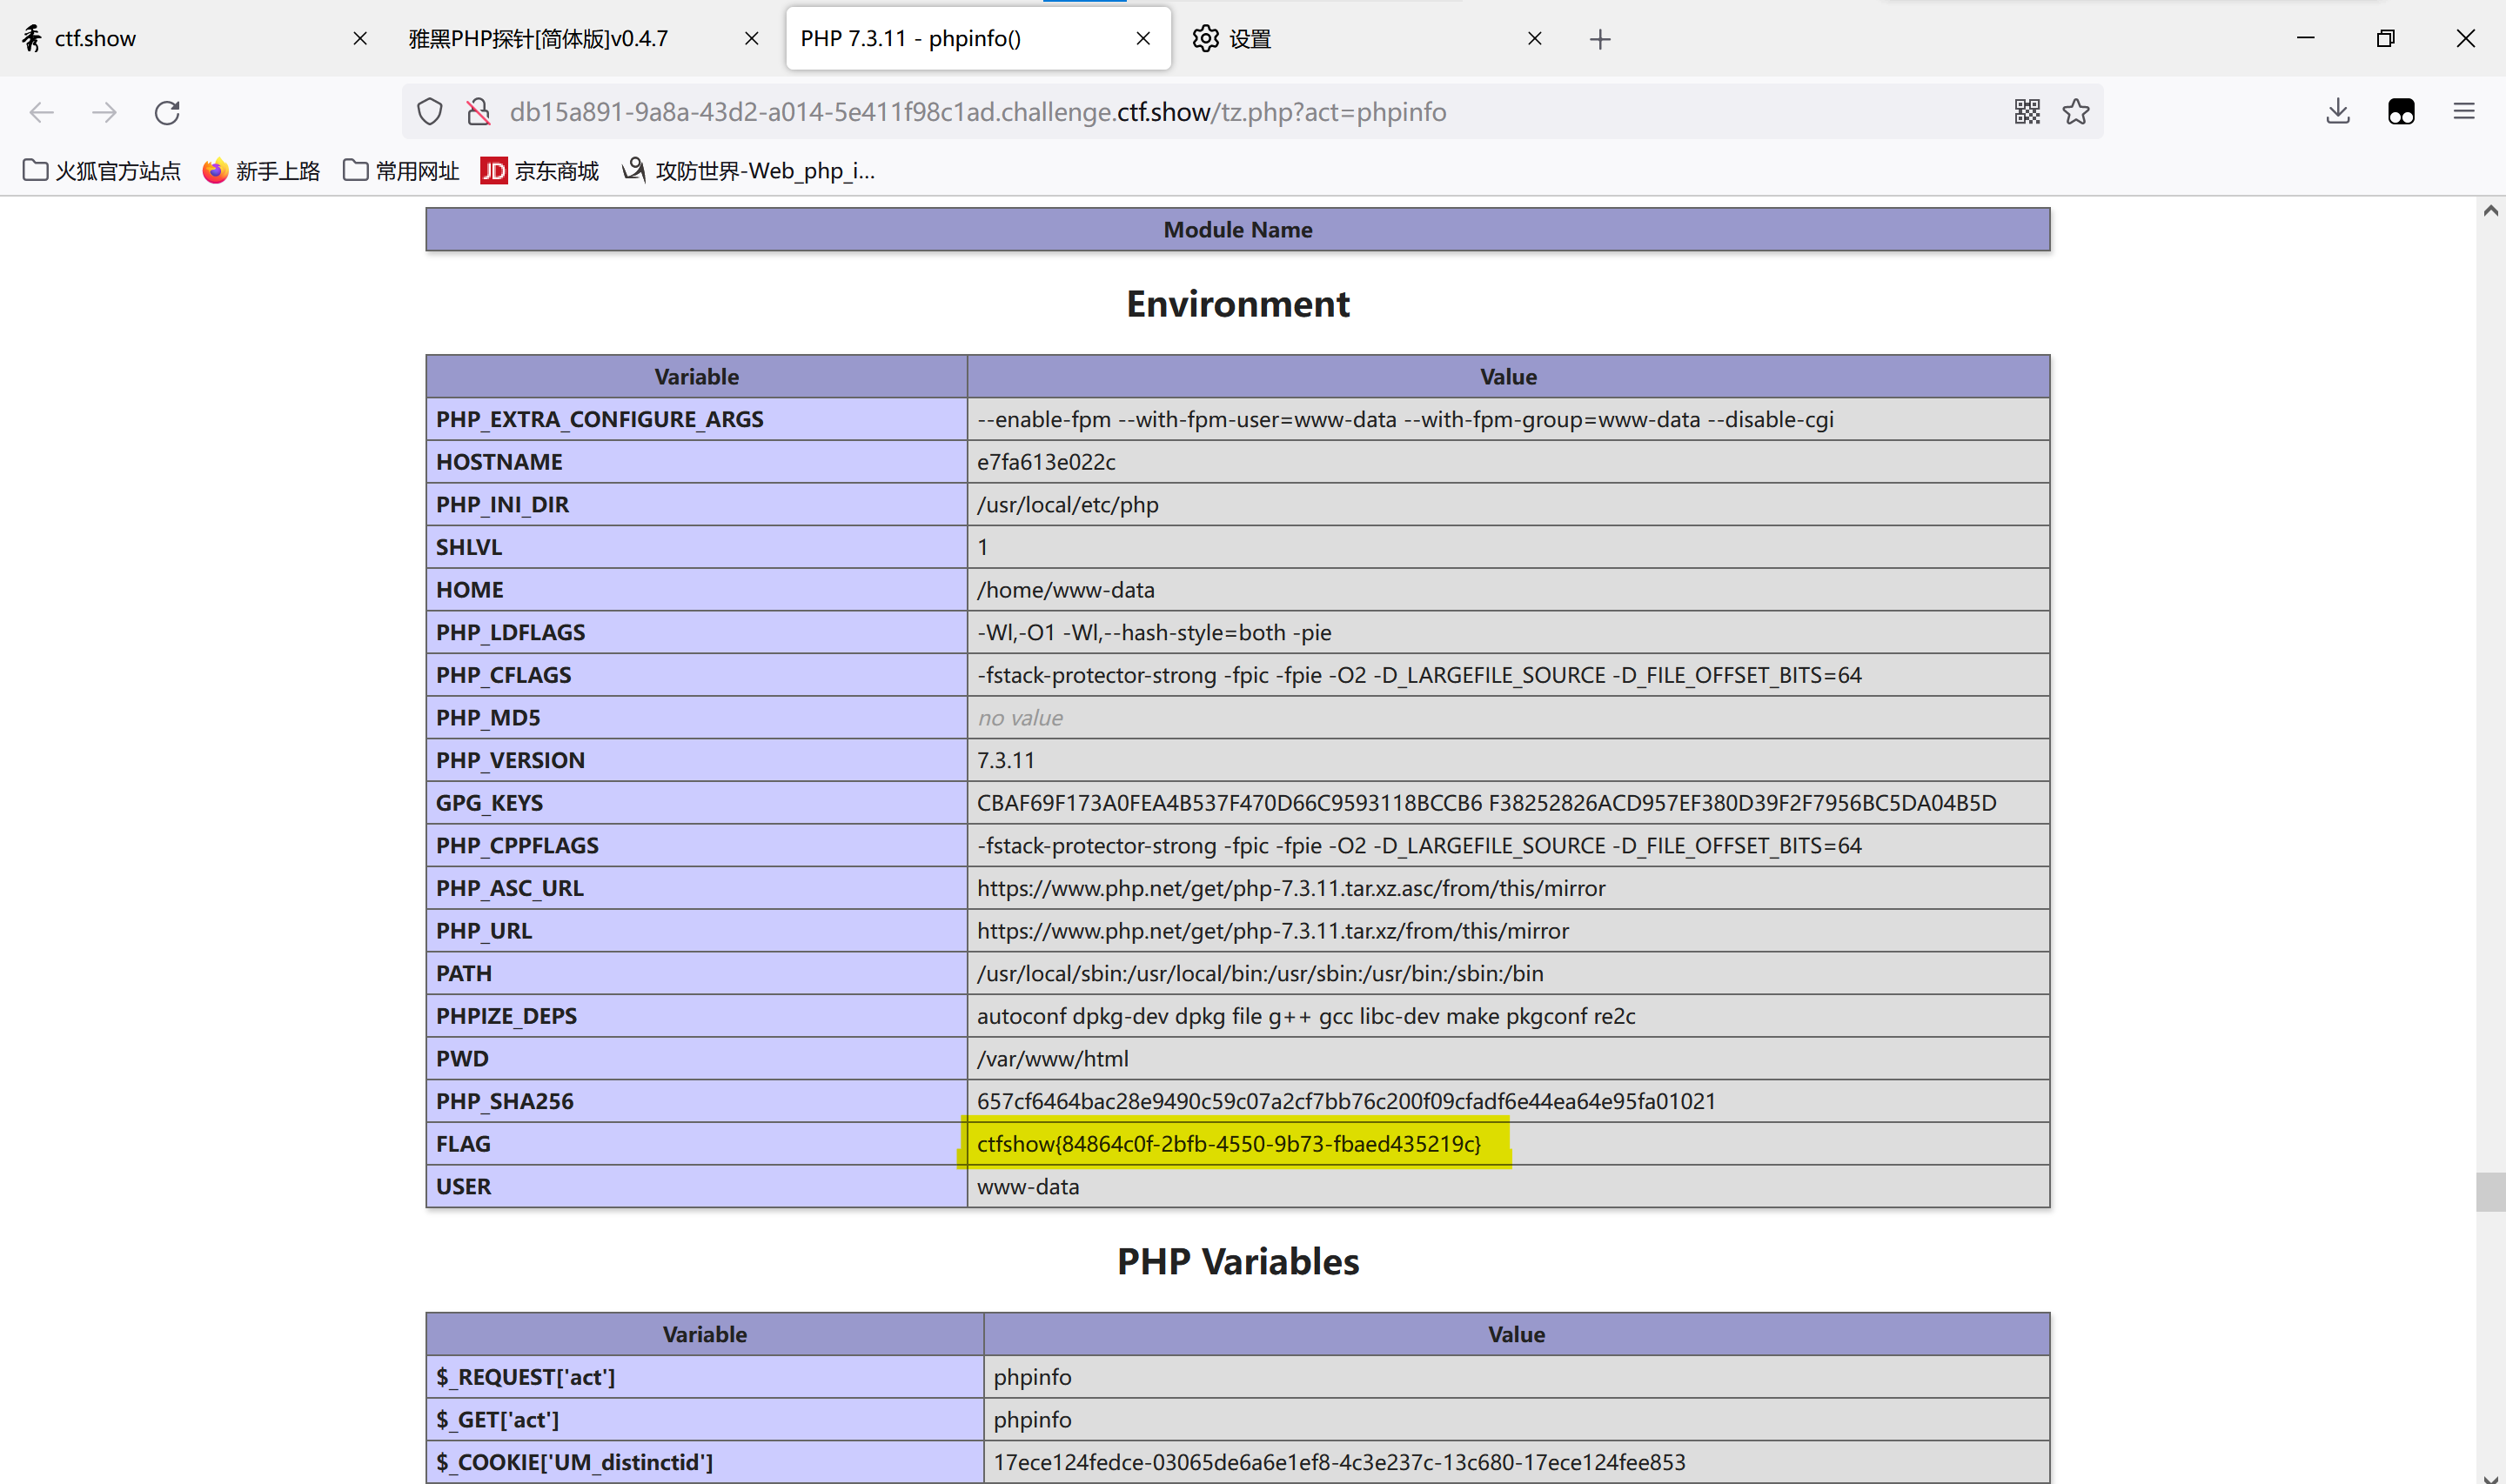 ctf.show
雅黑PHP探针[简体版]v0.4.7
PHP 7.3.11 - phpinfo()
设置
db15a891-9a8a-43d2-a014-5e411f98c1ad.challenge.ctf.show/tz.php?act=phpinfo
火狐官方站点 新手上路 常用网址 JD 京东商城 攻防世界-Web_php_i...
Module Name
Environment
Variable Value
PHP_EXTRA_CONFIGURE_ARGS --enable-fpm --with-fpm-user=www-data --with-fpm-group=www-data --disable-cgi
HOSTNAME e7fa613e022c
PHP_INI_DIR /usr/local/etc/php
SHLVL 1
HOME /home/www-data
PHP_LDFLAGS -Wl,-O1 -Wl,--hash-style=both -pie
PHP_CFLAGS -fstack-protector-strong -fpic -fpie -O2 -D_LARGEFILE_SOURCE -D_FILE_OFFSET_BITS=64
PHP_MD5 no value
PHP_VERSION 7.3.11
GPG_KEYS CBAF69F173A0FEA4B537F470D66C9593118BCCB6 F38252826ACD957EF380D39F2F7956BC5DA04B5D
PHP_CPPFLAGS -fstack-protector-strong -fpic -fpie -O2 -D_LARGEFILE_SOURCE -D_FILE_OFFSET_BITS=64
PHP_ASC_URL https://www.php.net/get/php-7.3.11.tar.xz.asc/from/this/mirror
PHP_URL https://www.php.net/get/php-7.3.11.tar.xz/from/this/mirror
PATH /usr/local/sbin:/usr/local/bin:/usr/sbin:/usr/bin:/sbin:/bin
PHPIZE_DEPS autoconf dpkg-dev dpkg file g++ gcc libc-dev make pkgconf re2c
PWD /var/www/html
PHP_SHA256 657cf6464bac28e9490c59c07a2cf7bb76c200f09cfadf6e44ea64e95fa01021
FLAG ctfshow{84864c0f-2bfb-4550-9b73-fbaed435219c}
USER www-data
PHP Variables
Variable Value
$_REQUEST['act'] phpinfo
$_GET['act'] phpinfo
$_COOKIE['UM_distinctid'] 17ece124fedce-03065de6a6e1ef8-4c3e237c-13c680-17ece124fee853